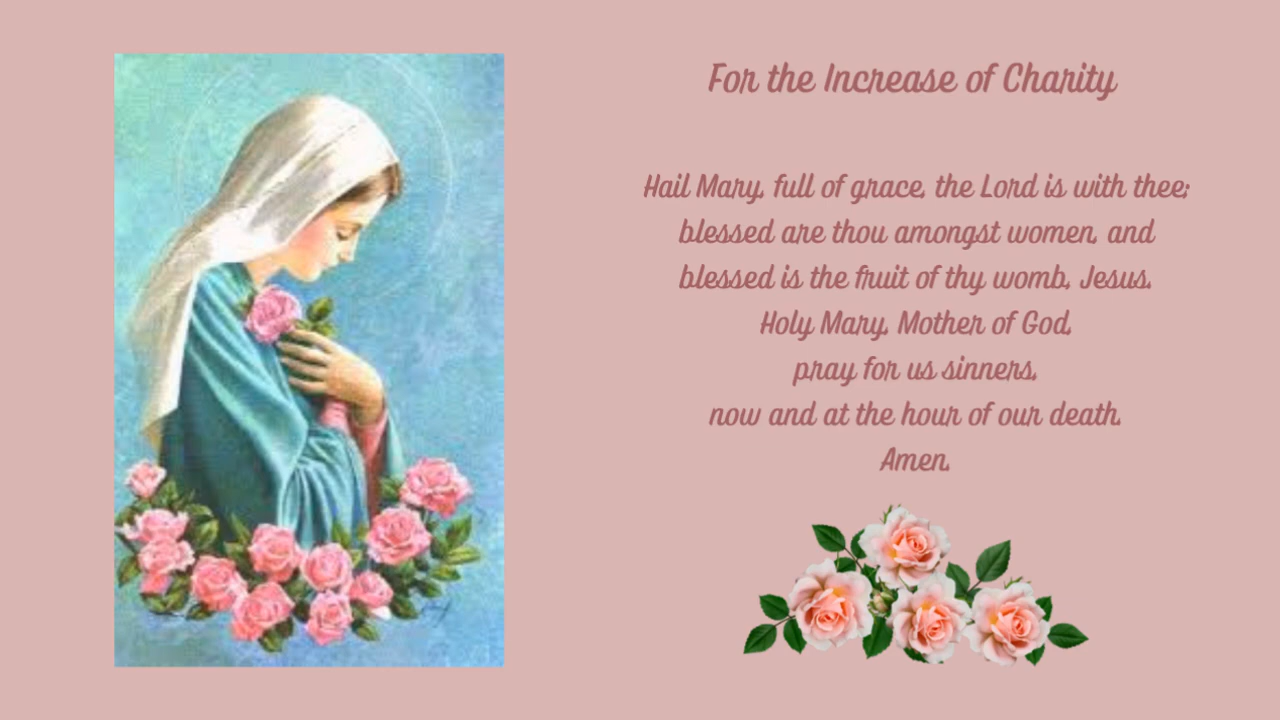 For the Increase of Charity
Hail Mary, full of grace, the Lord is with thee;
blessed are thou amongst women, and
blessed is the fruit of thy womb, Jesus.
Holy Mary, Mother of God,
pray for us sinners,
now and at the hour of our death.
Amen.